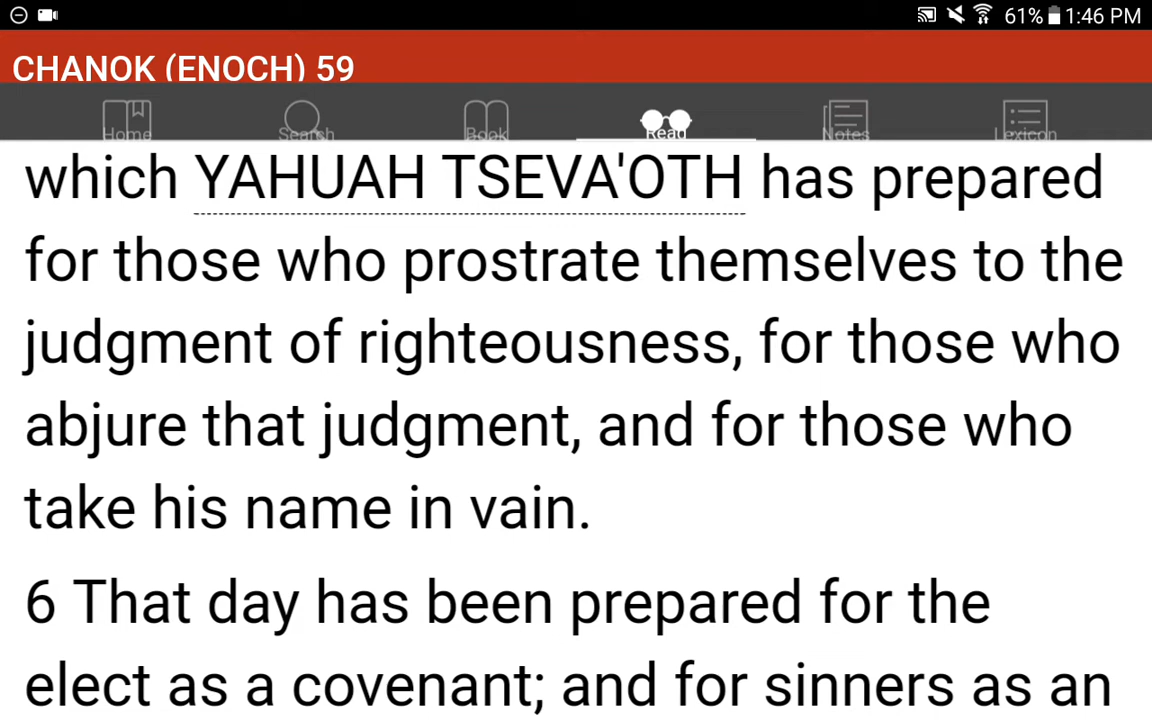 61% 1:46 PM
CHANOK (ENOCH) 59
Home Search Book Read Notes Lexicon
which YAHUAH TSEVA'OTH has prepared
for those who prostrate themselves to the
judgment of righteousness, for those who
abjure that judgment, and for those who
take his name in vain.
6 That day has been prepared for the
elect as a covenant; and for sinners as an